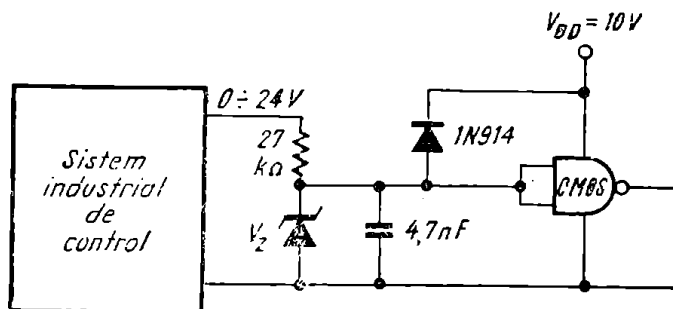 V_DD = 10V
0 ÷ 24V
27
kΩ
1N914
Sistem
industrial
de
control
V_Z
4,7nF
CMOS